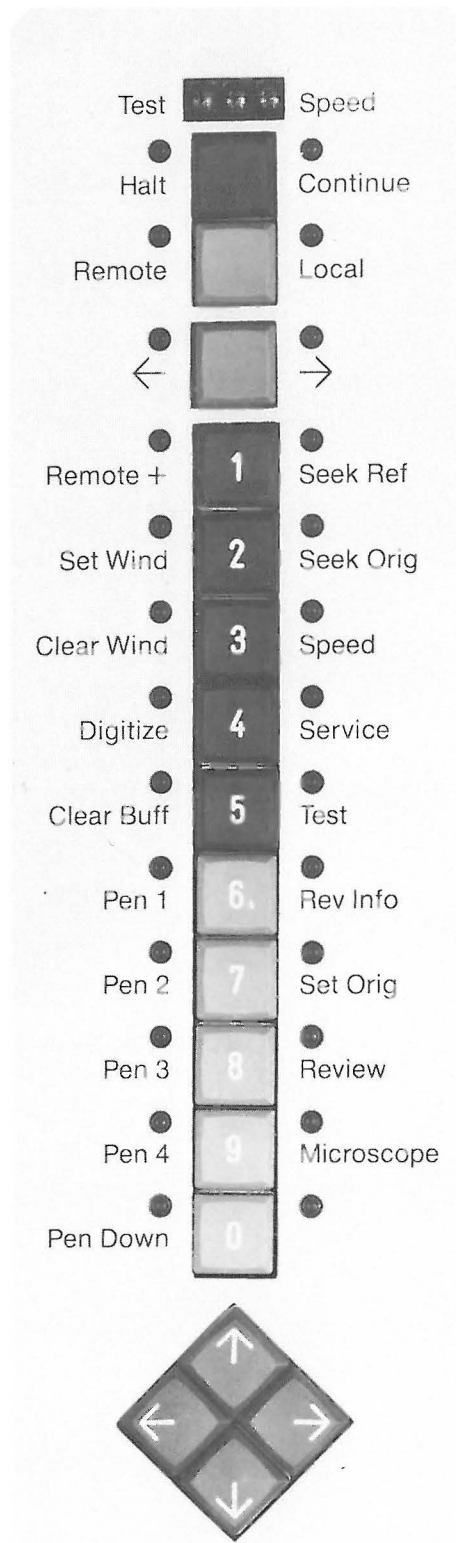 Test Speed
Halt Continue
Remote Local
← →
Remote + 1 Seek Ref
Set Wind 2 Seek Orig
Clear Wind 3 Speed
Digitize 4 Service
Clear Buff 5 Test
Pen 1 6. Rev Info
Pen 2 7 Set Orig
Pen 3 8 Review
Pen 4 9 Microscope
Pen Down 0
↑
← →
↓